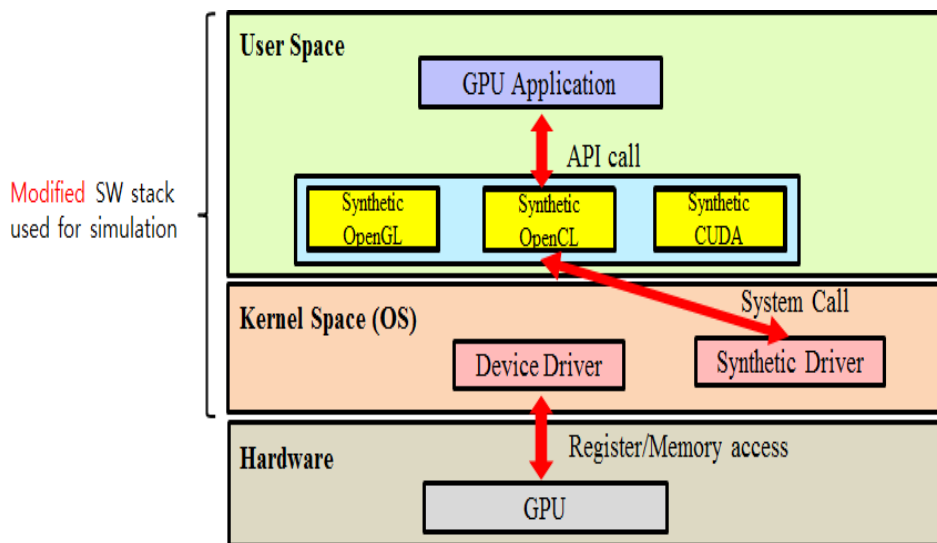 User Space
GPU Application
API call
Synthetic
OpenGL
Synthetic
OpenCL
Synthetic
CUDA
Modified SW stack
used for simulation
System Call
Kernel Space (OS)
Device Driver
Synthetic Driver
Register/Memory access
Hardware
GPU